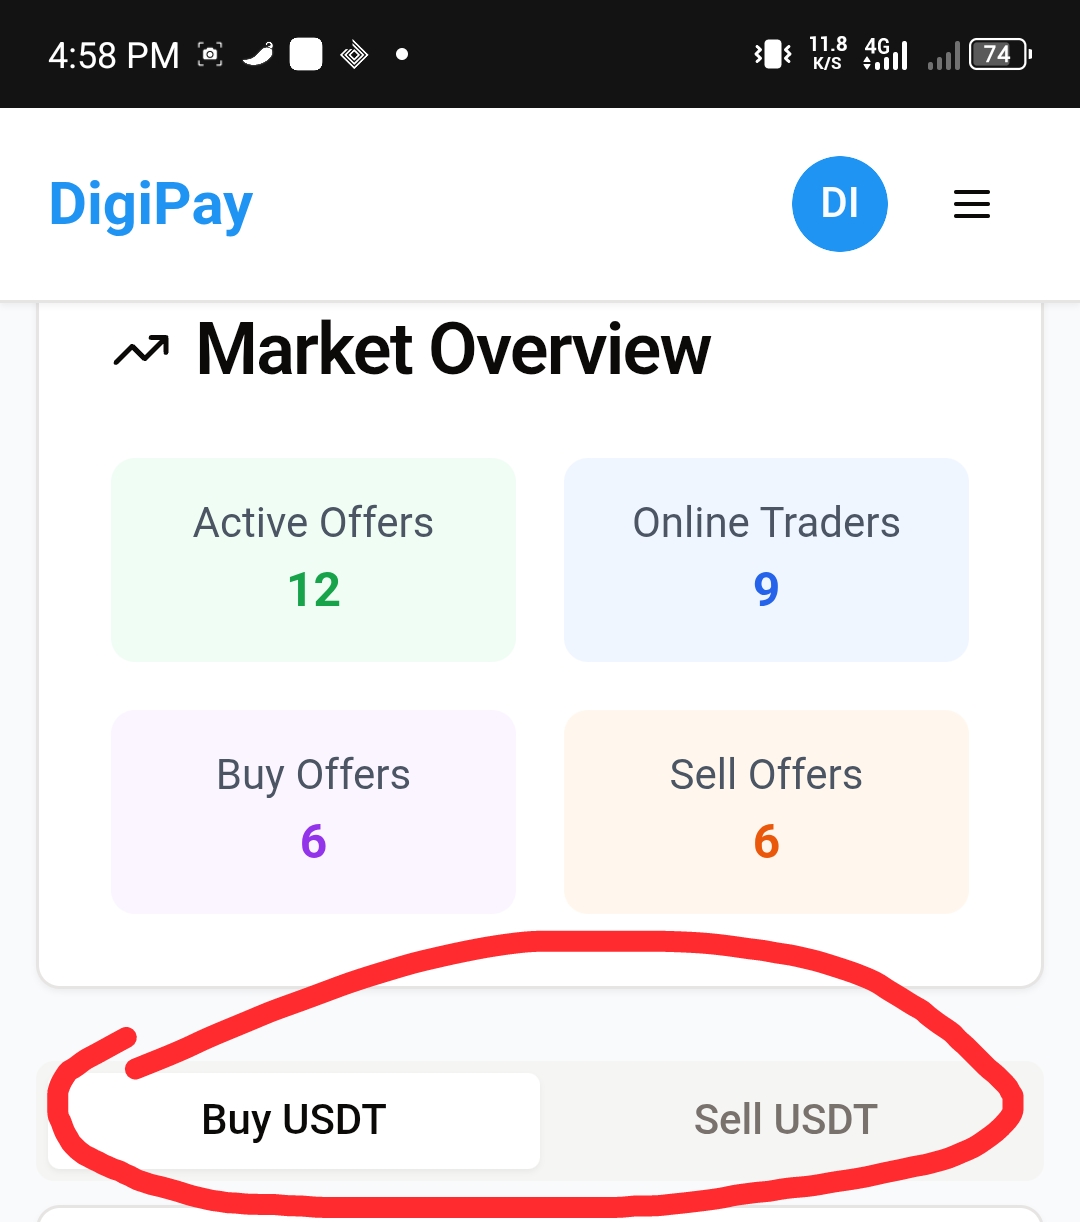 4:58 PM 11.8 K/S 4G 74
DigiPay DI
Market Overview
Active Offers Online Traders
12 9
Buy Offers Sell Offers
6 6
Buy USDT Sell USDT